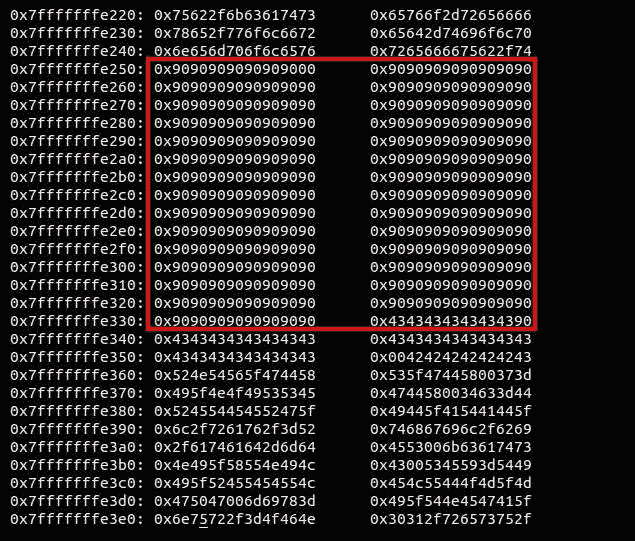 0x7fffffffe220: 0x75622f6b63617473 0x65766f2d72656666
0x7fffffffe230: 0x78652f776f6c6672 0x65642d74696f6c70
0x7fffffffe240: 0x6e656d706f6c6576 0x7265666675622f74
0x7fffffffe250: 0x9090909090909000 0x9090909090909090
0x7fffffffe260: 0x9090909090909090 0x9090909090909090
0x7fffffffe270: 0x9090909090909090 0x9090909090909090
0x7fffffffe280: 0x9090909090909090 0x9090909090909090
0x7fffffffe290: 0x9090909090909090 0x9090909090909090
0x7fffffffe2a0: 0x9090909090909090 0x9090909090909090
0x7fffffffe2b0: 0x9090909090909090 0x9090909090909090
0x7fffffffe2c0: 0x9090909090909090 0x9090909090909090
0x7fffffffe2d0: 0x9090909090909090 0x9090909090909090
0x7fffffffe2e0: 0x9090909090909090 0x9090909090909090
0x7fffffffe2f0: 0x9090909090909090 0x9090909090909090
0x7fffffffe300: 0x9090909090909090 0x9090909090909090
0x7fffffffe310: 0x9090909090909090 0x9090909090909090
0x7fffffffe320: 0x9090909090909090 0x9090909090909090
0x7fffffffe330: 0x9090909090909090 0x4343434343434390
0x7fffffffe340: 0x4343434343434343 0x4343434343434343
0x7fffffffe350: 0x4343434343434343 0x0042424242424243
0x7fffffffe360: 0x524e54565f474458 0x535f47445800373d
0x7fffffffe370: 0x495f4e4f49535345 0x4744580034633d44
0x7fffffffe380: 0x524554454552475f 0x49445f415441445f
0x7fffffffe390: 0x6c2f7261762f3d52 0x746867696c2f6269
0x7fffffffe3a0: 0x2f617461642d6d64 0x4553006b63617473
0x7fffffffe3b0: 0x4e495f58554e494c 0x43005345593d5449
0x7fffffffe3c0: 0x495f52455454554c 0x454c55444f4d5f4d
0x7fffffffe3d0: 0x475047006d69783d 0x495f544e4547415f
0x7fffffffe3e0: 0x6e75722f3d4f464e 0x30312f726573752f